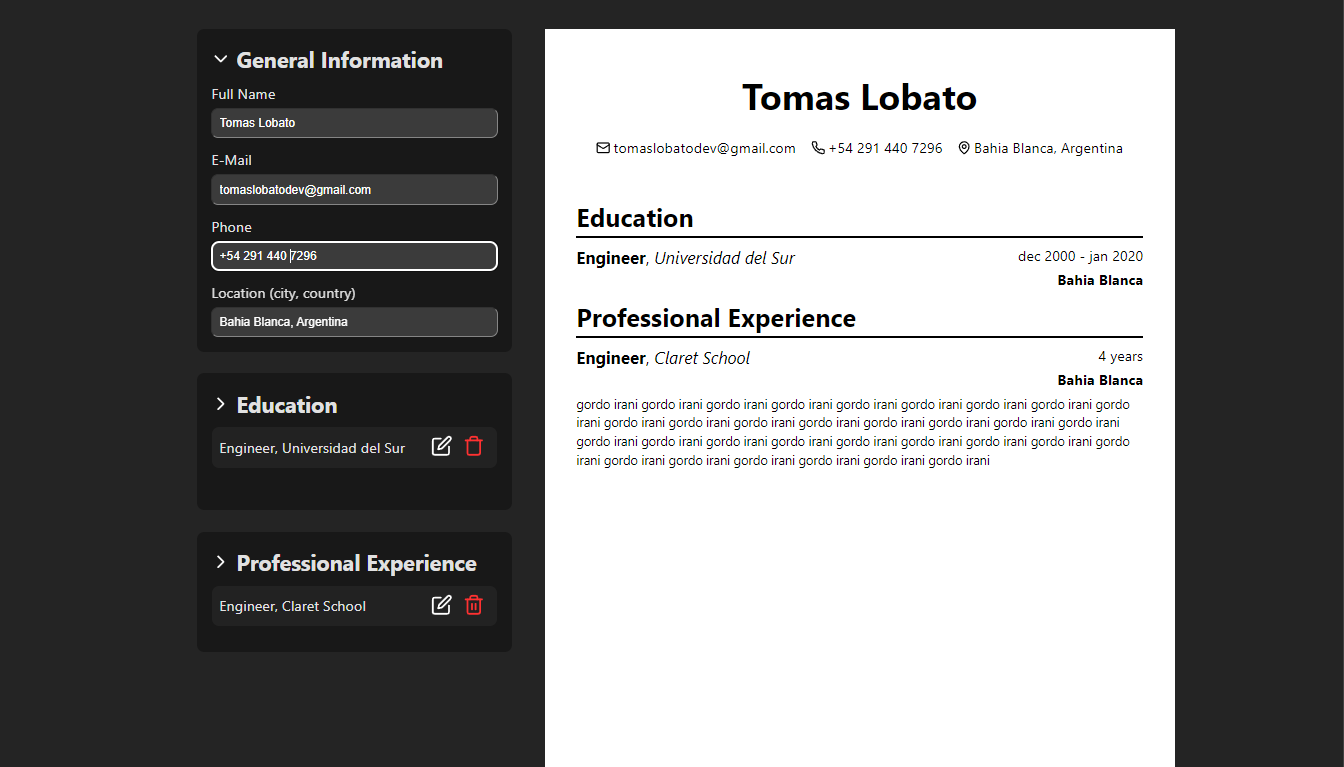 General Information
Full Name
Tomas Lobato
E-Mail
tomaslobatodev@gmail.com
Phone
+54 291 440 7296
Location (city, country)
Bahia Blanca, Argentina
Education
Engineer, Universidad del Sur
Professional Experience
Engineer, Claret School
Tomas Lobato
tomaslobatodev@gmail.com +54 291 440 7296 Bahia Blanca, Argentina
Education
Engineer, Universidad del Sur dec 2000 - jan 2020
Bahia Blanca
Professional Experience
Engineer, Claret School 4 years
Bahia Blanca
gordo irani gordo irani gordo irani gordo irani gordo irani gordo irani gordo irani gordo irani gordo
irani gordo irani gordo irani gordo irani gordo irani gordo irani gordo irani gordo irani gordo irani
gordo irani gordo irani gordo irani gordo irani gordo irani gordo irani gordo irani gordo irani gordo
irani gordo irani gordo irani gordo irani gordo irani gordo irani gordo irani